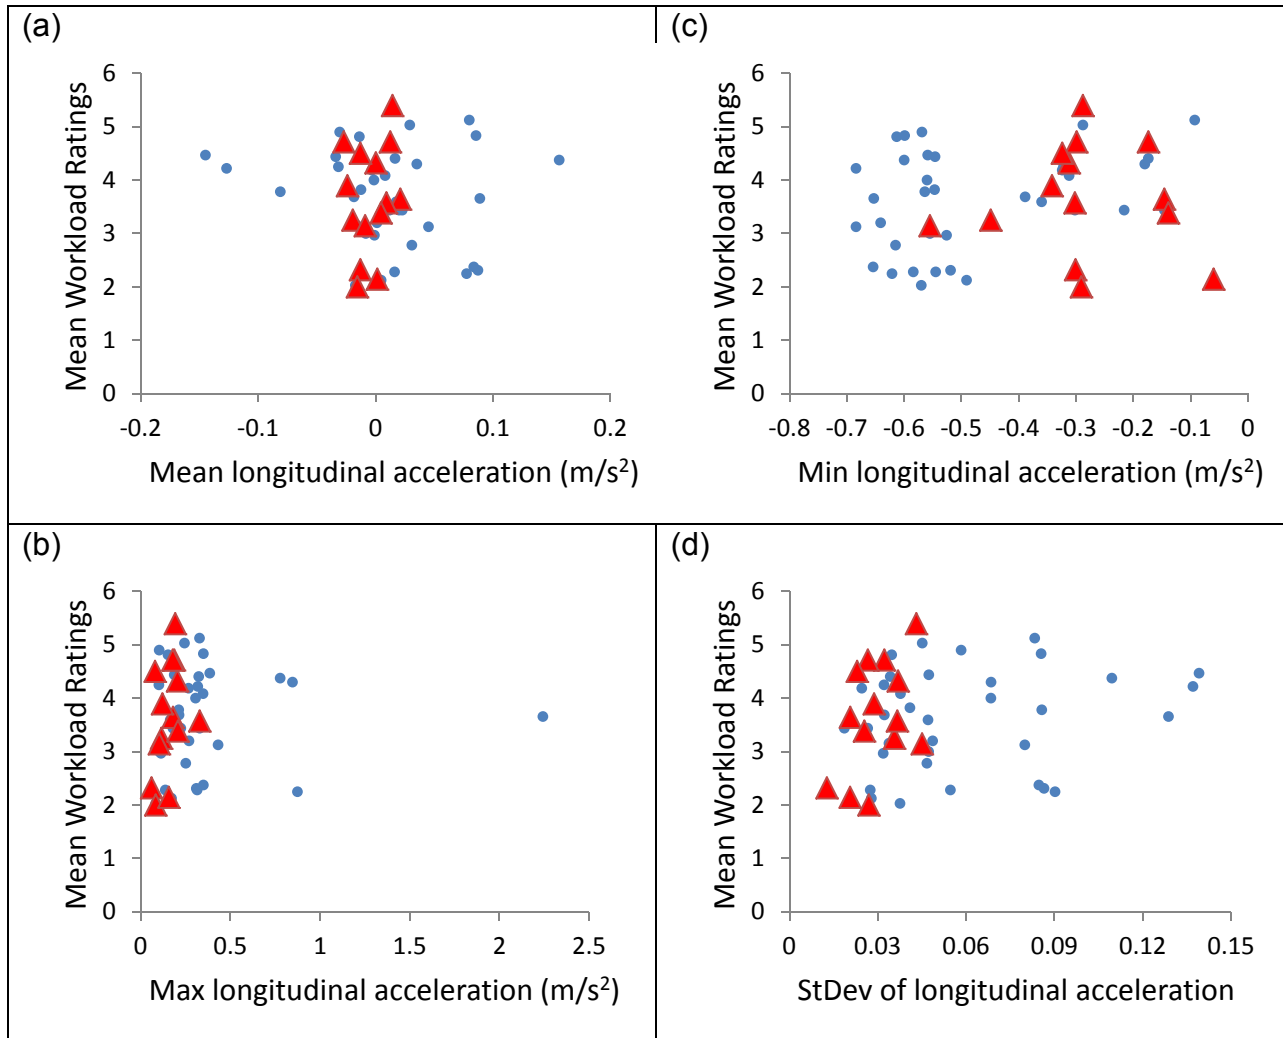 (a)
Mean Workload Ratings
6
5
4
3
2
1
0
-0.2 -0.1 0 0.1 0.2
Mean longitudinal acceleration (m/s²)
(c)
Mean Workload Ratings
6
5
4
3
2
1
0
-0.8 -0.7 -0.6 -0.5 -0.4 -0.3 -0.2 -0.1 0
Min longitudinal acceleration (m/s²)
(b)
Mean Workload Ratings
6
5
4
3
2
1
0
0 0.5 1 1.5 2 2.5
Max longitudinal acceleration (m/s²)
(d)
Mean Workload Ratings
6
5
4
3
2
1
0
0 0.03 0.06 0.09 0.12 0.15
StDev of longitudinal acceleration